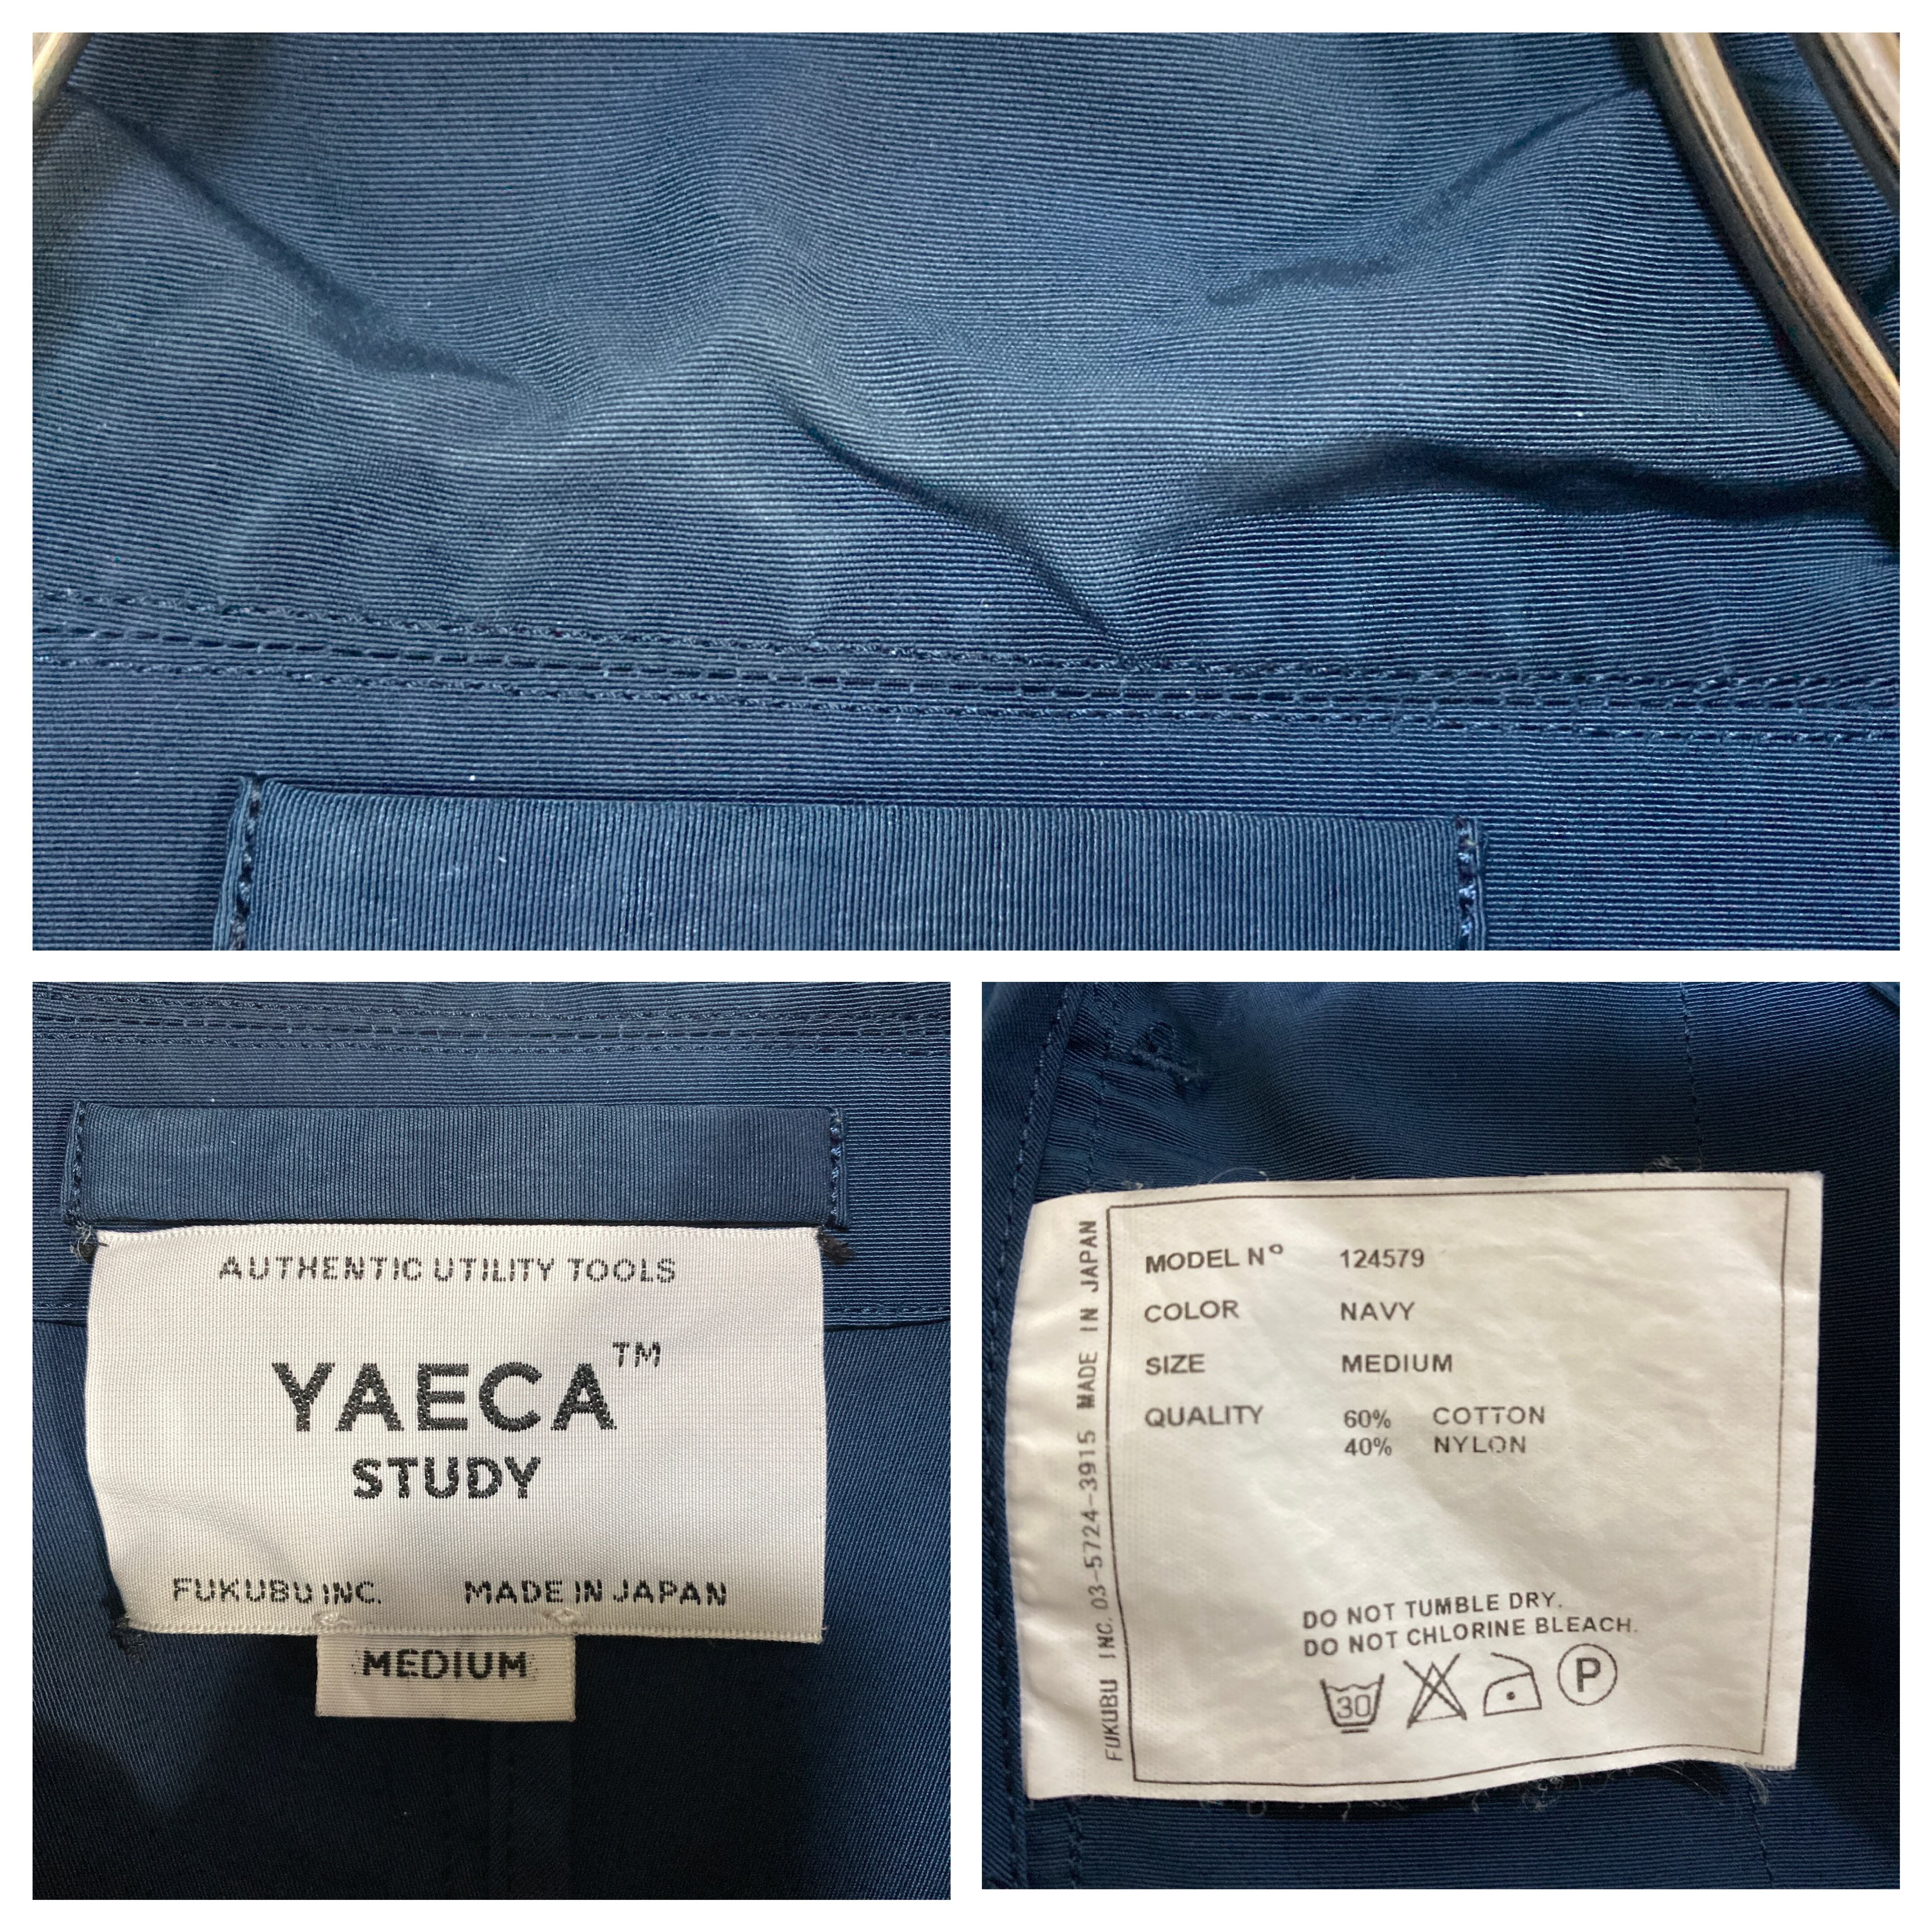 AUTHENTIC UTILITY TOOLS
YAECA™
STUDY
FUKUBU INC. MADE IN JAPAN
MEDIUM
FUKUBU INC. 03-5724-3915 MADE IN JAPAN
MODEL Nº 124579
COLOR NAVY
SIZE MEDIUM
QUALITY 60% COTTON
40% NYLON
DO NOT TUMBLE DRY.
DO NOT CHLORINE BLEACH.
30 P